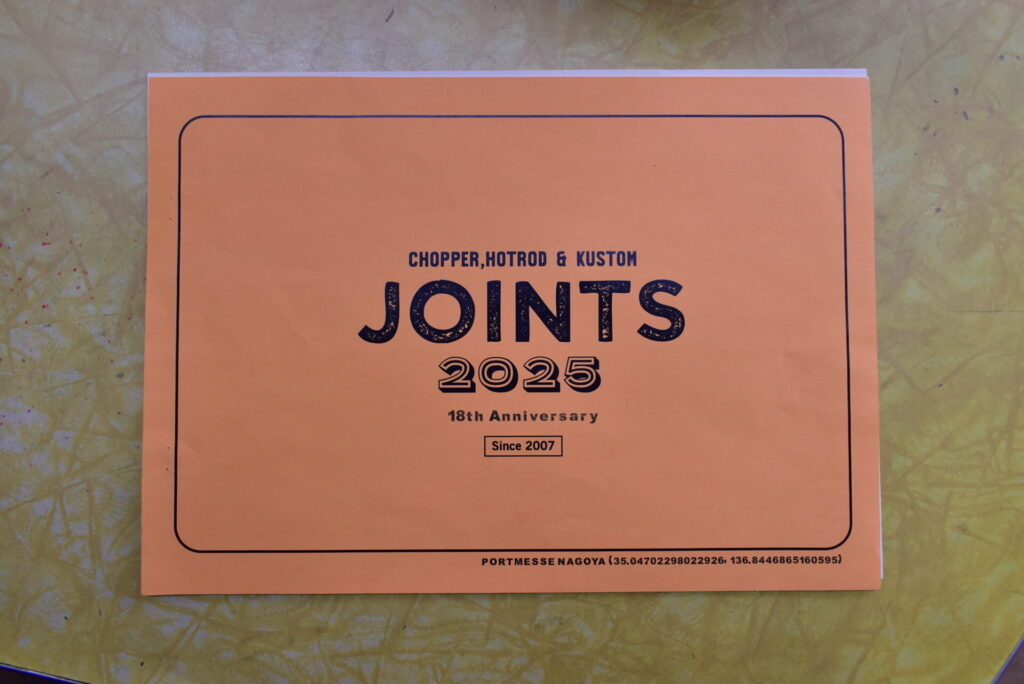 CHOPPER,HOTROD & KUSTOM
JOINTS
2025
18th Anniversary
Since 2007
PORTMESSE NAGOYA (35.04702298022926, 136.8446865160595)